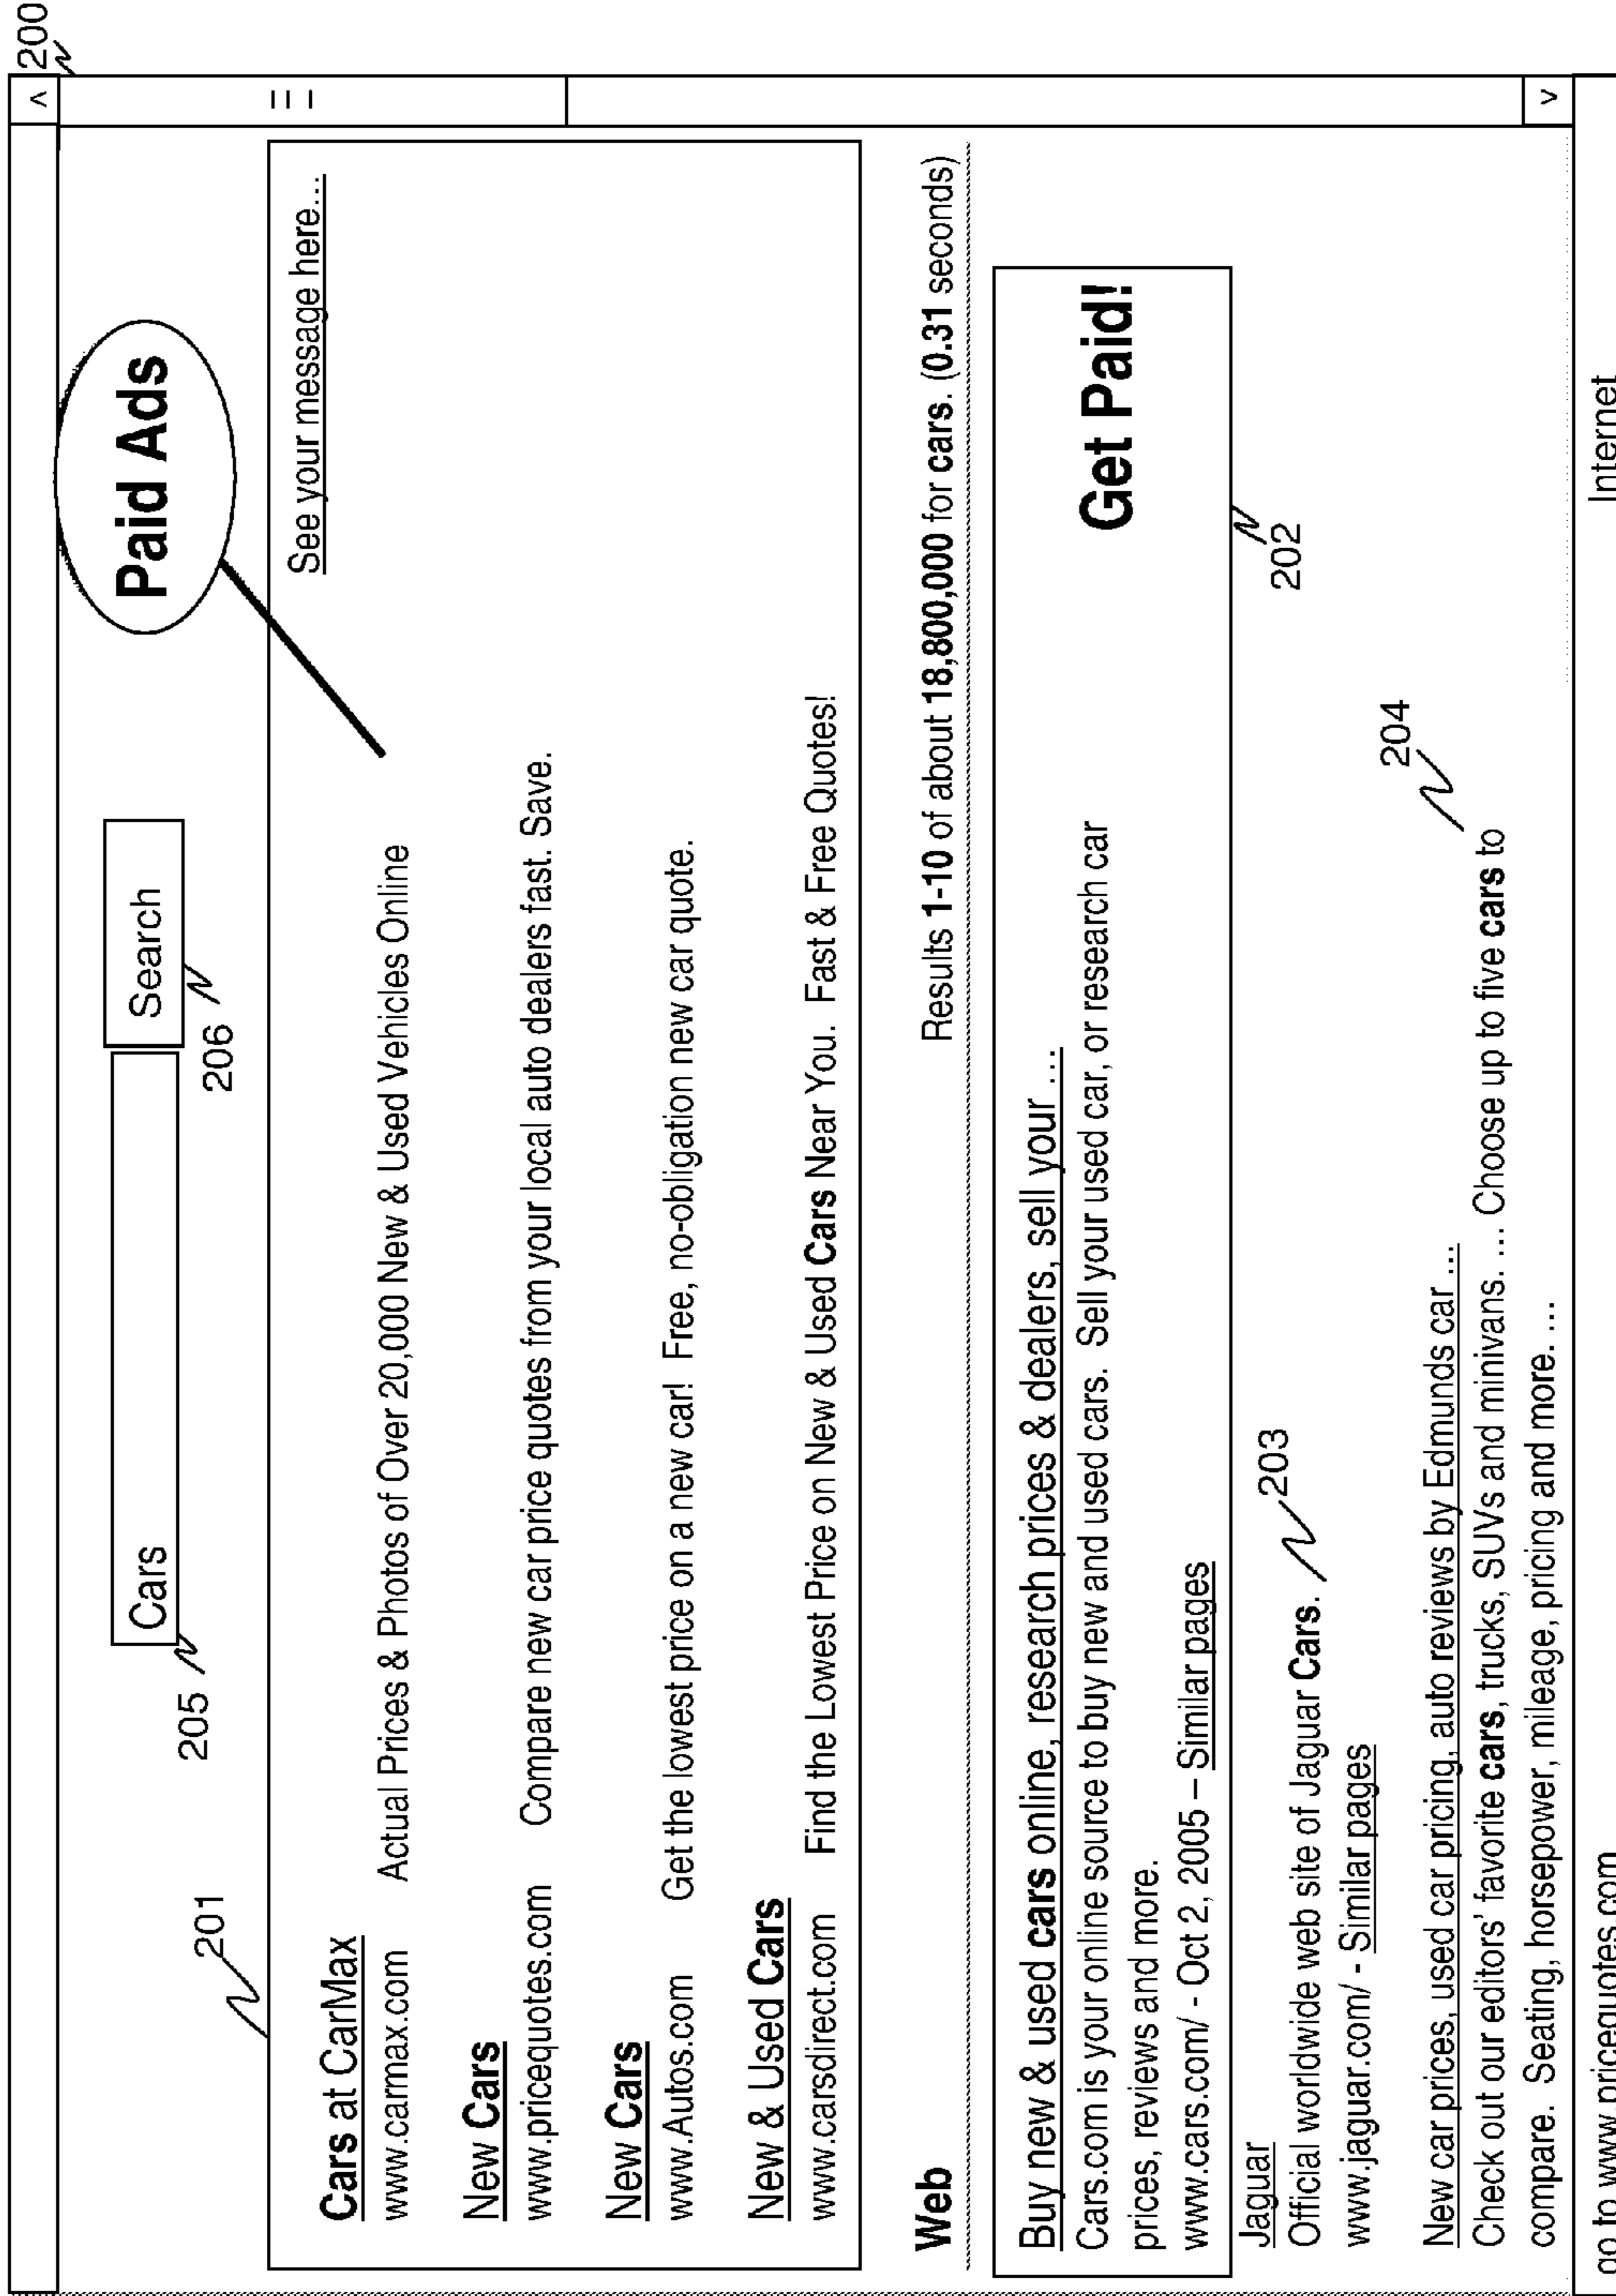 200
^
Paid Ads
Cars
Search
205
206
201
See your message here...
Cars at CarMax
www.carmax.com Actual Prices & Photos of Over 20,000 New & Used Vehicles Online
New Cars
www.pricequotes.com Compare new car price quotes from your local auto dealers fast. Save.
New Cars
www.Autos.com Get the lowest price on a new car! Free, no-obligation new car quote.
New & Used Cars
www.carsdirect.com Find the Lowest Price on New & Used Cars Near You. Fast & Free Quotes!
Web
Results 1-10 of about 18,800,000 for cars. (0.31 seconds)
Buy new & used cars online, research prices & dealers, sell your ...
Cars.com is your online source to buy new and used cars. Sell your used car, or research car
prices, reviews and more.
www.cars.com/ - Oct 2, 2005 – Similar pages
Get Paid!
202
Jaguar
Official worldwide web site of Jaguar Cars.
203
www.jaguar.com/ - Similar pages
204
New car prices, used car pricing, auto reviews by Edmunds car ...
Check out our editors' favorite cars, trucks, SUVs and minivans. ... Choose up to five cars to
compare. Seating, horsepower, mileage, pricing and more. ...
v
go to www.pricequotes.com
Internet